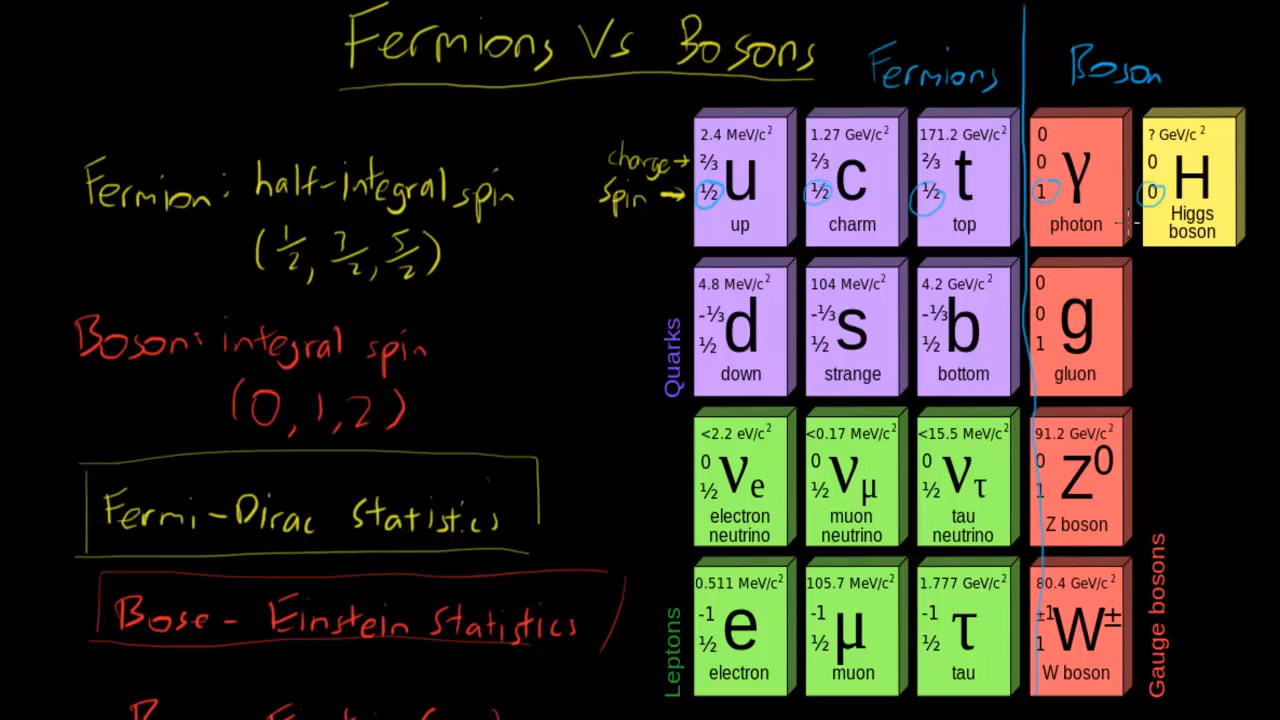 Fermions Vs Bosons
Fermions
Boson
Fermion: half-integral spin
(1/2, 3/2, 5/2)
Boson: integral spin
(0, 1, 2)
Fermi-Dirac Statistics
Bose-Einstein Statistics
charge→
spin →
2.4 MeV/c²
⅔
½
u
up
1.27 GeV/c²
⅔
½
c
charm
171.2 GeV/c²
⅔
½
t
top
0
0
1
γ
photon
? GeV/c²
0
0
H
Higgs
boson
Quarks
4.8 MeV/c²
-⅓
½
d
down
104 MeV/c²
-⅓
½
s
strange
4.2 GeV/c²
-⅓
½
b
bottom
0
0
1
g
gluon
<2.2 eV/c²
0
½
νe
electron
neutrino
<0.17 MeV/c²
0
½
νμ
muon
neutrino
<15.5 MeV/c²
0
½
ντ
tau
neutrino
91.2 GeV/c²
0
1
Z⁰
Z boson
Leptons
0.511 MeV/c²
-1
½
e
electron
105.7 MeV/c²
-1
½
μ
muon
1.777 GeV/c²
-1
½
τ
tau
80.4 GeV/c²
±1
1
W±
W boson
Gauge bosons